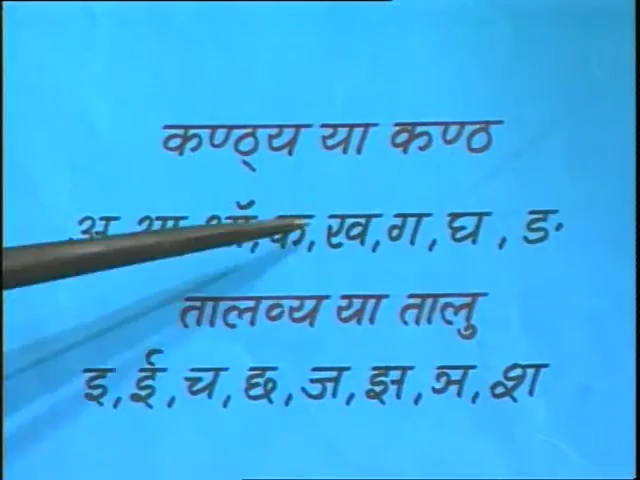 कण्ठ्य या कण्ठ
अ आ ऑ, क, ख, ग, घ, ङ
तालव्य या तालु
इ, ई, च, छ, ज, झ, ञ, श